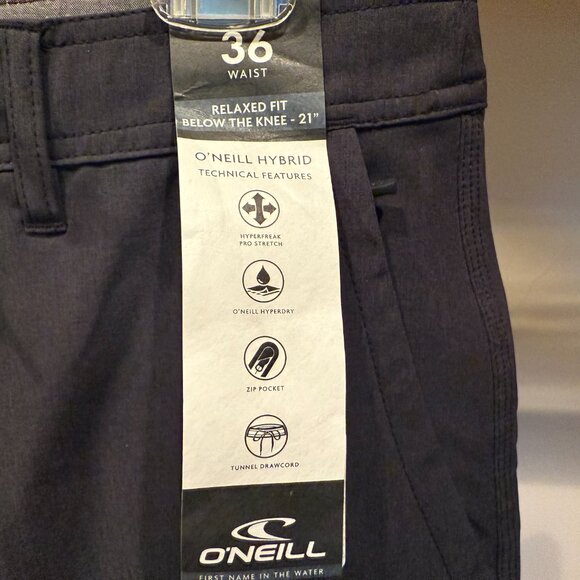 36
WAIST
RELAXED FIT
BELOW THE KNEE - 21"
O'NEILL HYBRID
TECHNICAL FEATURES
HYPERFREAK
PRO STRETCH
O'NEILL HYPERDRY
ZIP POCKET
TUNNEL DRAWCORD
O'NEILL
FIRST NAME IN THE WATER